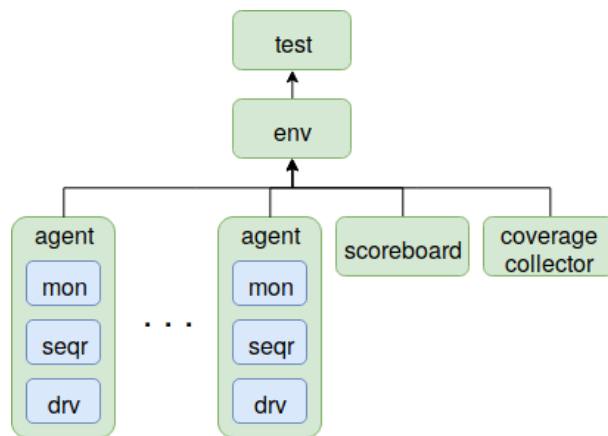 test
env
agent
mon
seqr
drv
. . .
agent
mon
seqr
drv
scoreboard
coverage
collector